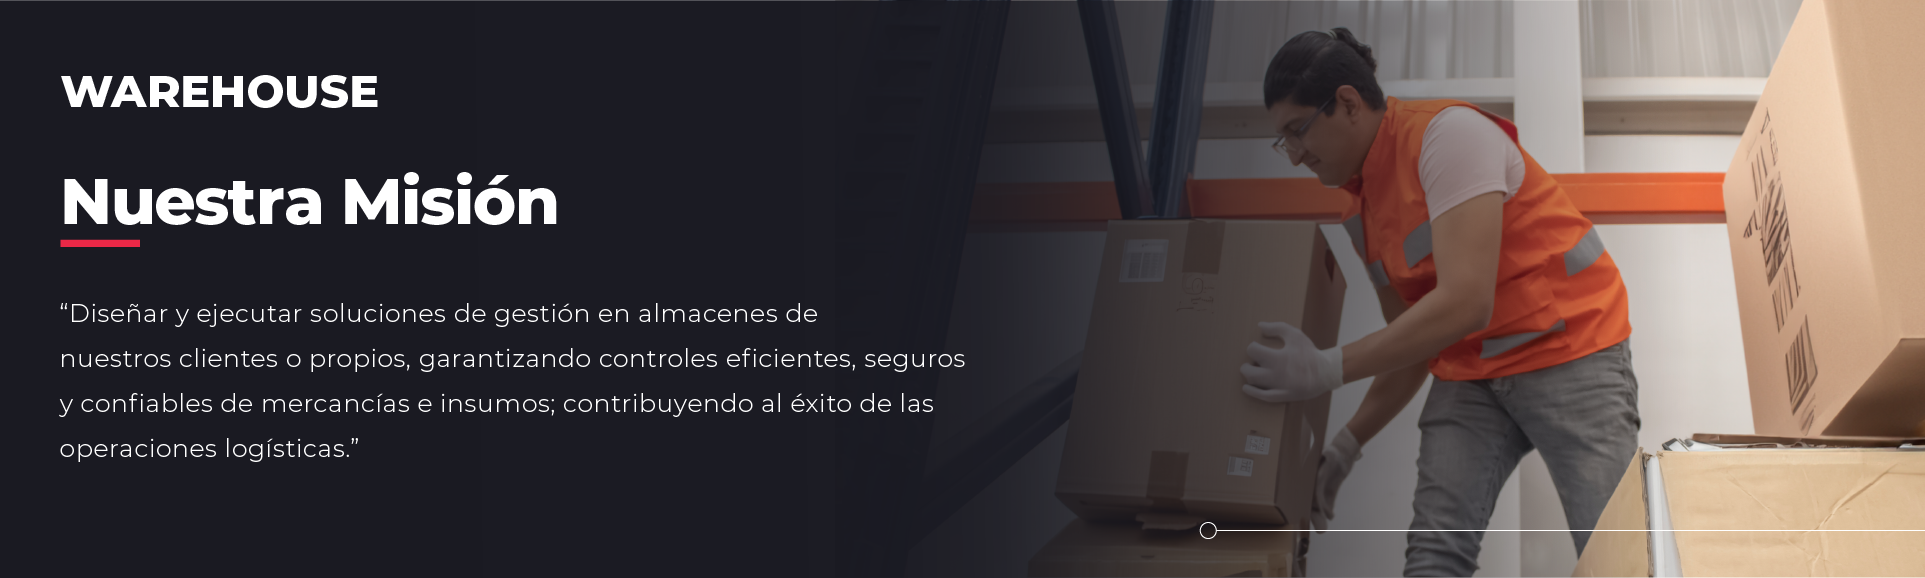 WAREHOUSE
Nuestra Misión
“Diseñar y ejecutar soluciones de gestión en almacenes de
nuestros clientes o propios, garantizando controles eficientes, seguros
y confiables de mercancías e insumos; contribuyendo al éxito de las
operaciones logísticas.”